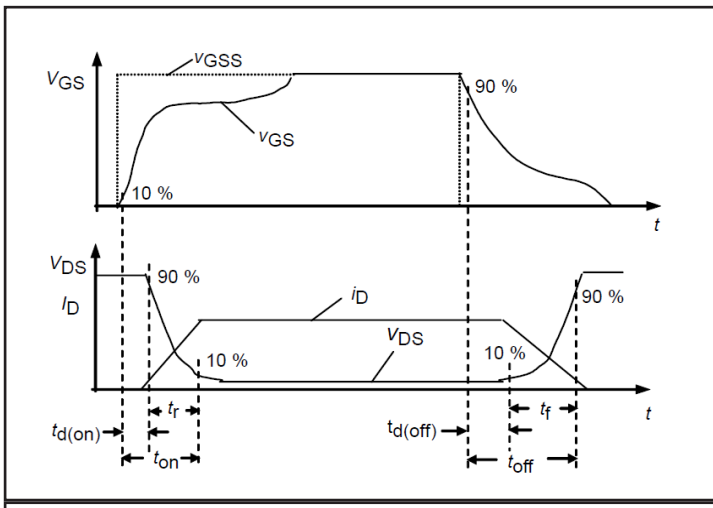 vGSS
VGS
90 %
vGS
10 %
t
VDS
90 %
ID
iD
90 %
VDS
10 %
10 %
tr
tf
t
td(on)
td(off)
ton
toff